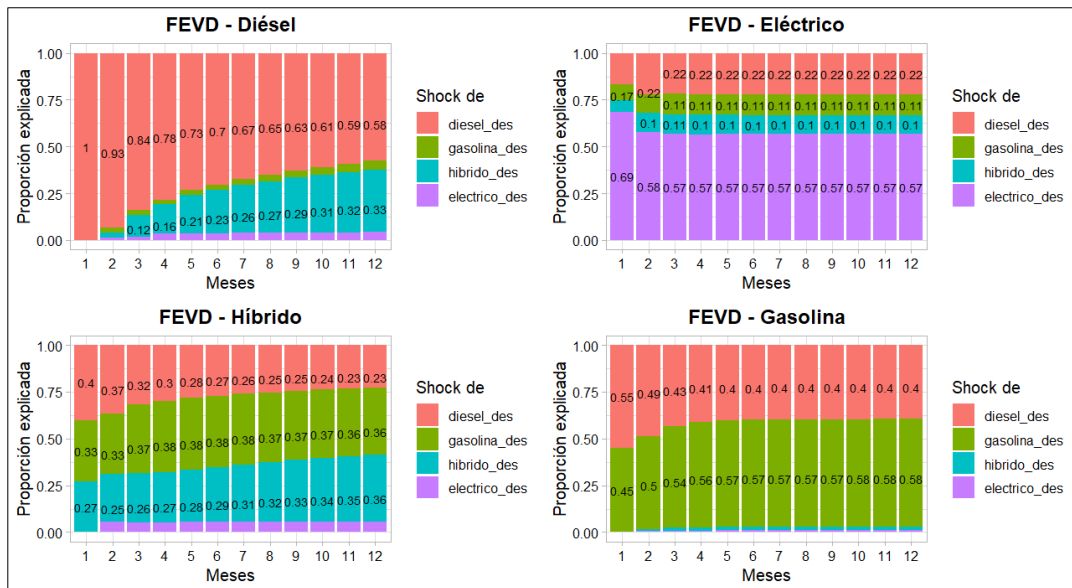 FEVD - Diésel
Proporción explicada
1.00
0.75
0.50
0.25
0.00
1 0.93 0.84 0.78 0.73 0.7 0.67 0.65 0.63 0.61 0.59 0.58
0.12 0.16 0.21 0.23 0.26 0.27 0.29 0.31 0.32 0.33
1 2 3 4 5 6 7 8 9 10 11 12
Meses
Shock de
diesel_des
gasolina_des
hibrido_des
electrico_des
FEVD - Eléctrico
Proporción explicada
1.00
0.75
0.50
0.25
0.00
0.22 0.22 0.22 0.22 0.22 0.22 0.22 0.22 0.22 0.22 0.22
0.17 0.11 0.11 0.11 0.11 0.11 0.11 0.11 0.11 0.11 0.11
0.1 0.11 0.1 0.1 0.1 0.1 0.1 0.1 0.1 0.1 0.1
0.69 0.58 0.57 0.57 0.57 0.57 0.57 0.57 0.57 0.57 0.57 0.57
1 2 3 4 5 6 7 8 9 10 11 12
Meses
Shock de
diesel_des
gasolina_des
hibrido_des
electrico_des
FEVD - Híbrido
Proporción explicada
1.00
0.75
0.50
0.25
0.00
0.4 0.37 0.32 0.3 0.28 0.27 0.26 0.25 0.25 0.24 0.23 0.23
0.33 0.33 0.37 0.38 0.38 0.38 0.38 0.37 0.37 0.37 0.36 0.36
0.27 0.25 0.26 0.27 0.28 0.29 0.31 0.32 0.33 0.34 0.35 0.36
1 2 3 4 5 6 7 8 9 10 11 12
Meses
Shock de
diesel_des
gasolina_des
hibrido_des
electrico_des
FEVD - Gasolina
Proporción explicada
1.00
0.75
0.50
0.25
0.00
0.55 0.49 0.43 0.41 0.4 0.4 0.4 0.4 0.4 0.4 0.4 0.4
0.45 0.5 0.54 0.56 0.57 0.57 0.57 0.57 0.57 0.58 0.58 0.58
1 2 3 4 5 6 7 8 9 10 11 12
Meses
Shock de
diesel_des
gasolina_des
hibrido_des
electrico_des